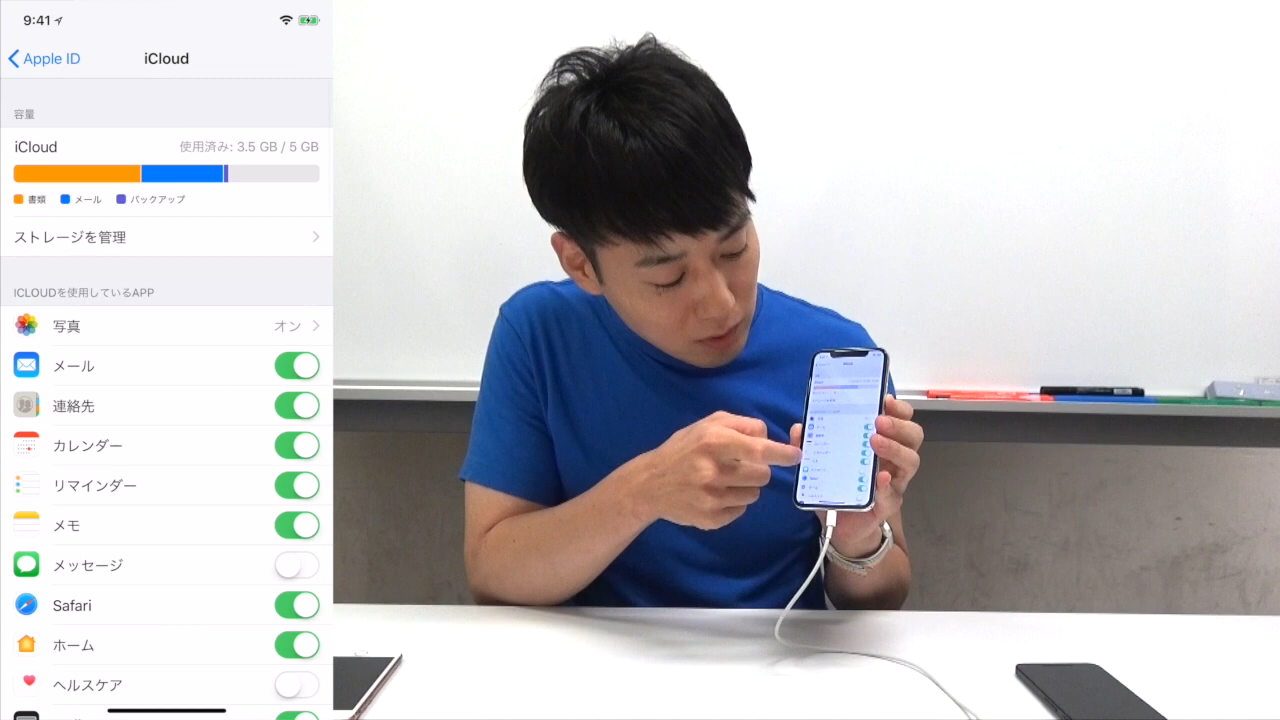 9:41
Apple ID
iCloud
容量
iCloud
使用済み: 3.5 GB / 5 GB
書類 メール バックアップ
ストレージを管理
ICLOUDを使用しているAPP
写真 オン
メール
連絡先
カレンダー
リマインダー
メモ
メッセージ
Safari
ホーム
ヘルスケア